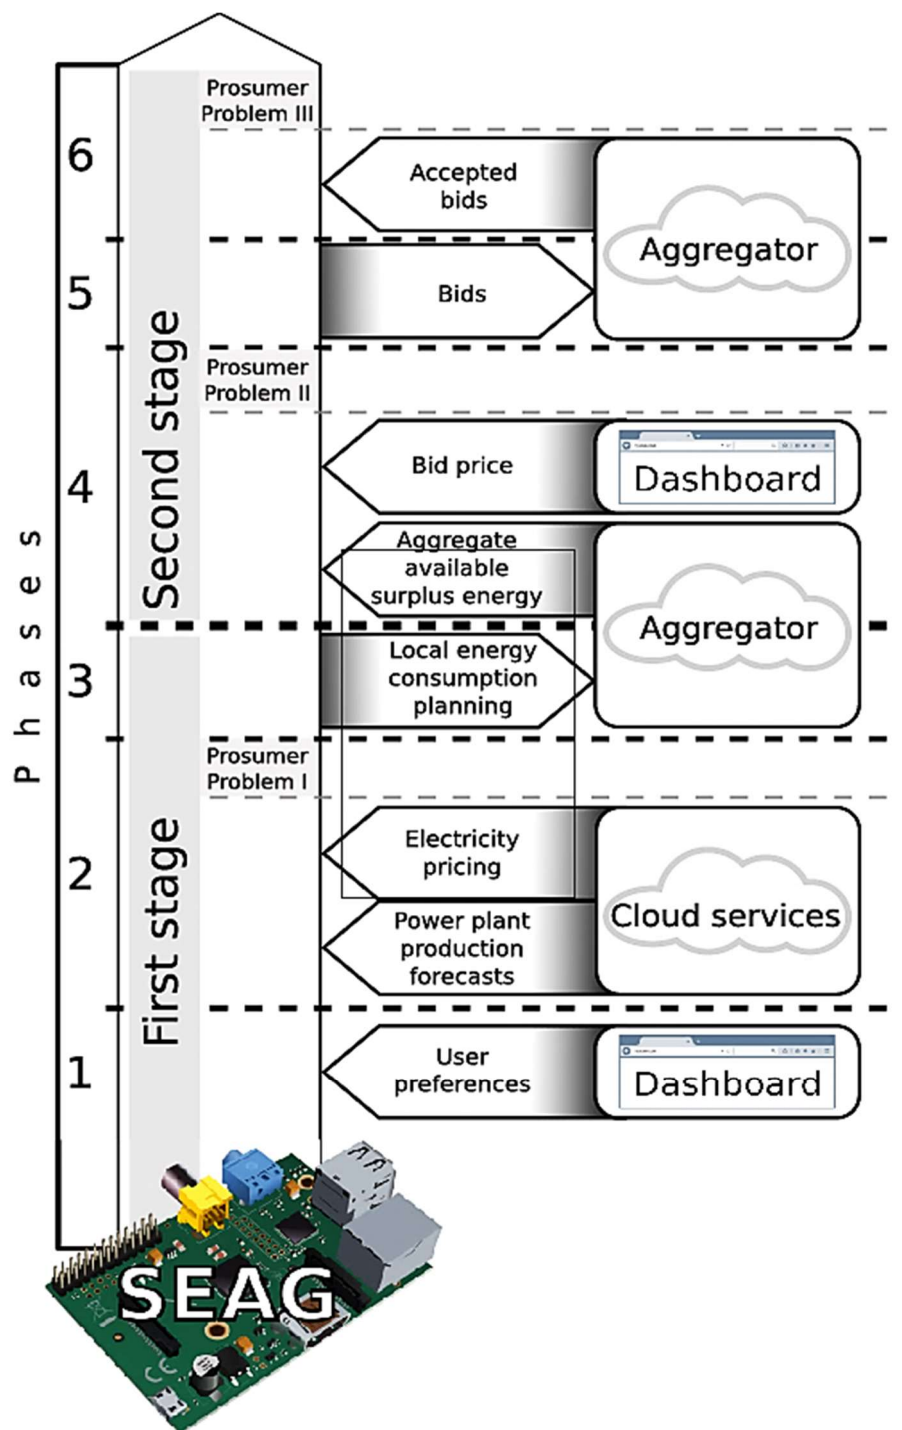 Prosumer
Problem III
6
Accepted
bids
Aggregator
5
Bids
Prosumer
Problem II
Second stage
4
Bid price
Dashboard
Aggregate
available
surplus energy
Aggregator
Phases
3
Local energy
consumption
planning
Prosumer
Problem I
First stage
2
Electricity
pricing
Cloud services
Power plant
production
forecasts
1
User
preferences
Dashboard
SEAG